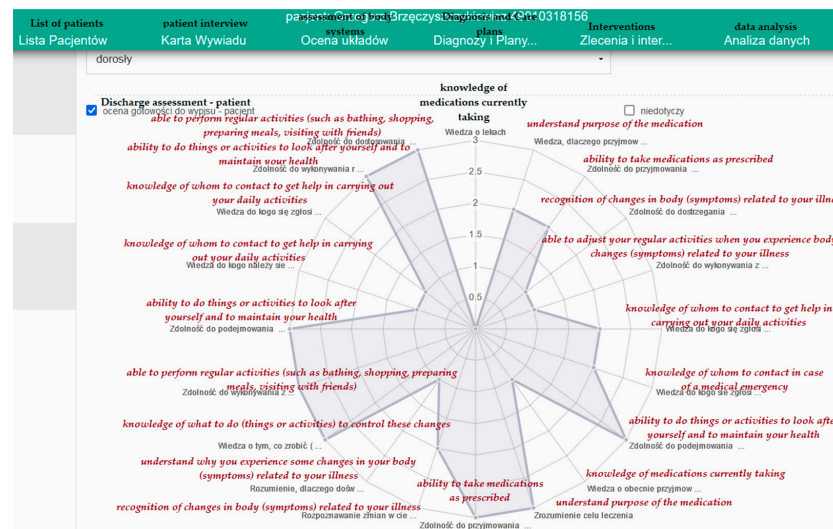 List of patients
patient interview
assessment of body systems
Diagnosis and Care plans
Interventions
data analysis
Lista Pacjentów
Karta Wywiadu
Ocena układów
Diagnozy i Plany...
Zlecenia i inter...
Analiza danych
dorosły
Discharge assessment - patient
ocena gotowości do wypisu - pacjent
niedotyczy
knowledge of
medications currently
taking
Wiedza o lekach
able to perform regular activities (such as bathing, shopping,
preparing meals, visiting with friends)
Zdolność do dostosowania ...
understand purpose of the medication
Wiedza, dlaczego przyjmow ...
ability to do things or activities to look after yourself and to
maintain your health
Zdolność do wykonywania r ...
ability to take medications as prescribed
Zdolność do przyjmowania ...
knowledge of whom to contact to get help in carrying out
your daily activities
Wiedza do kogo się zgłosi ...
recognition of changes in body (symptoms) related to your illne
Zdolność do dostrzegania ...
knowledge of whom to contact to get help in carrying
out your daily activities
Wiedza do kogo należy się ...
able to adjust your regular activities when you experience body
changes (symptoms) related to your illness
Zdolność do wykonywania z ...
ability to do things or activities to look after
yourself and to maintain your health
Zdolność do podejmowania ...
knowledge of whom to contact to get help in
carrying out your daily activities
Wiedza do kogo się zgłosi ...
able to perform regular activities (such as bathing, shopping, preparing
meals, visiting with friends)
Zdolność do wykonywania z ...
knowledge of whom to contact in case
of a medical emergency
Wiedza do kogo się zgłosi ...
knowledge of what to do (things or activities) to control these changes
Wiedza o tym, co zrobić ( ...
ability to do things or activities to look afte
yourself and to maintain your health
Zdolność do podejmowania ...
understand why you experience some changes in your body
(symptoms) related to your illness
Rozumienie, dlaczego dośw ...
knowledge of medications currently taking
Wiedza o obecnie przyjmow ...
recognition of changes in body (symptoms) related to your illness
Rozpoznawanie zmian w cie ...
ability to take medications
as prescribed
Zdolność do przyjmowania ...
understand purpose of the medication
Zrozumienie celu leczenia
3
2.5
2
1.5
1
0.5